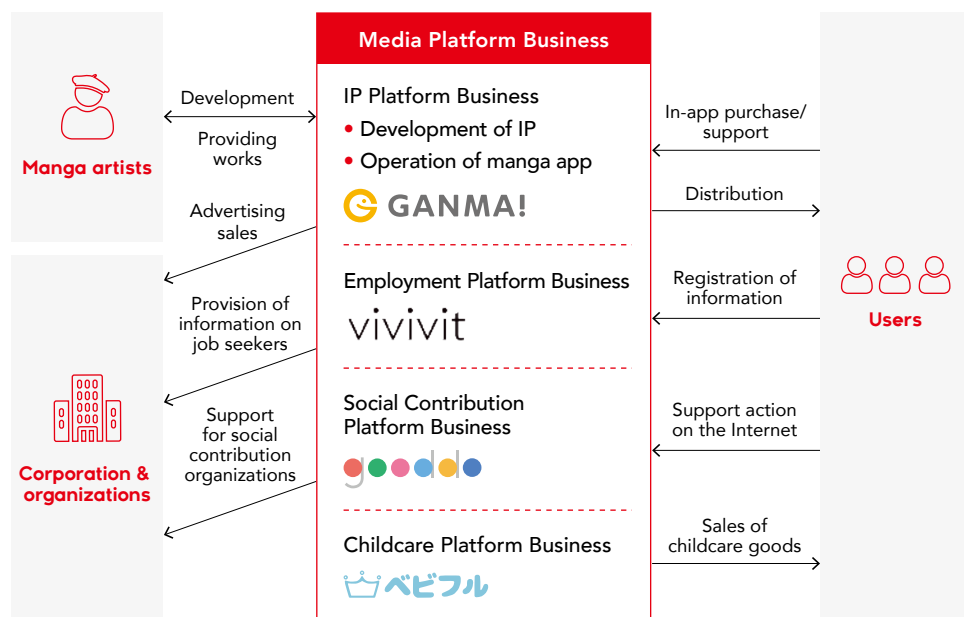 Media Platform Business
Manga artists
Development
Providing
works
IP Platform Business
• Development of IP
• Operation of manga app
GANMA!
In-app purchase/
support
Distribution
Advertising
sales
Employment Platform Business
vivivit
Registration of
information
Users
Provision of
information on
job seekers
Corporation &
organizations
Support
for social
contribution
organizations
Social Contribution
Platform Business
gooddo
Support action
on the Internet
Childcare Platform Business
ベビフル
Sales of
childcare goods